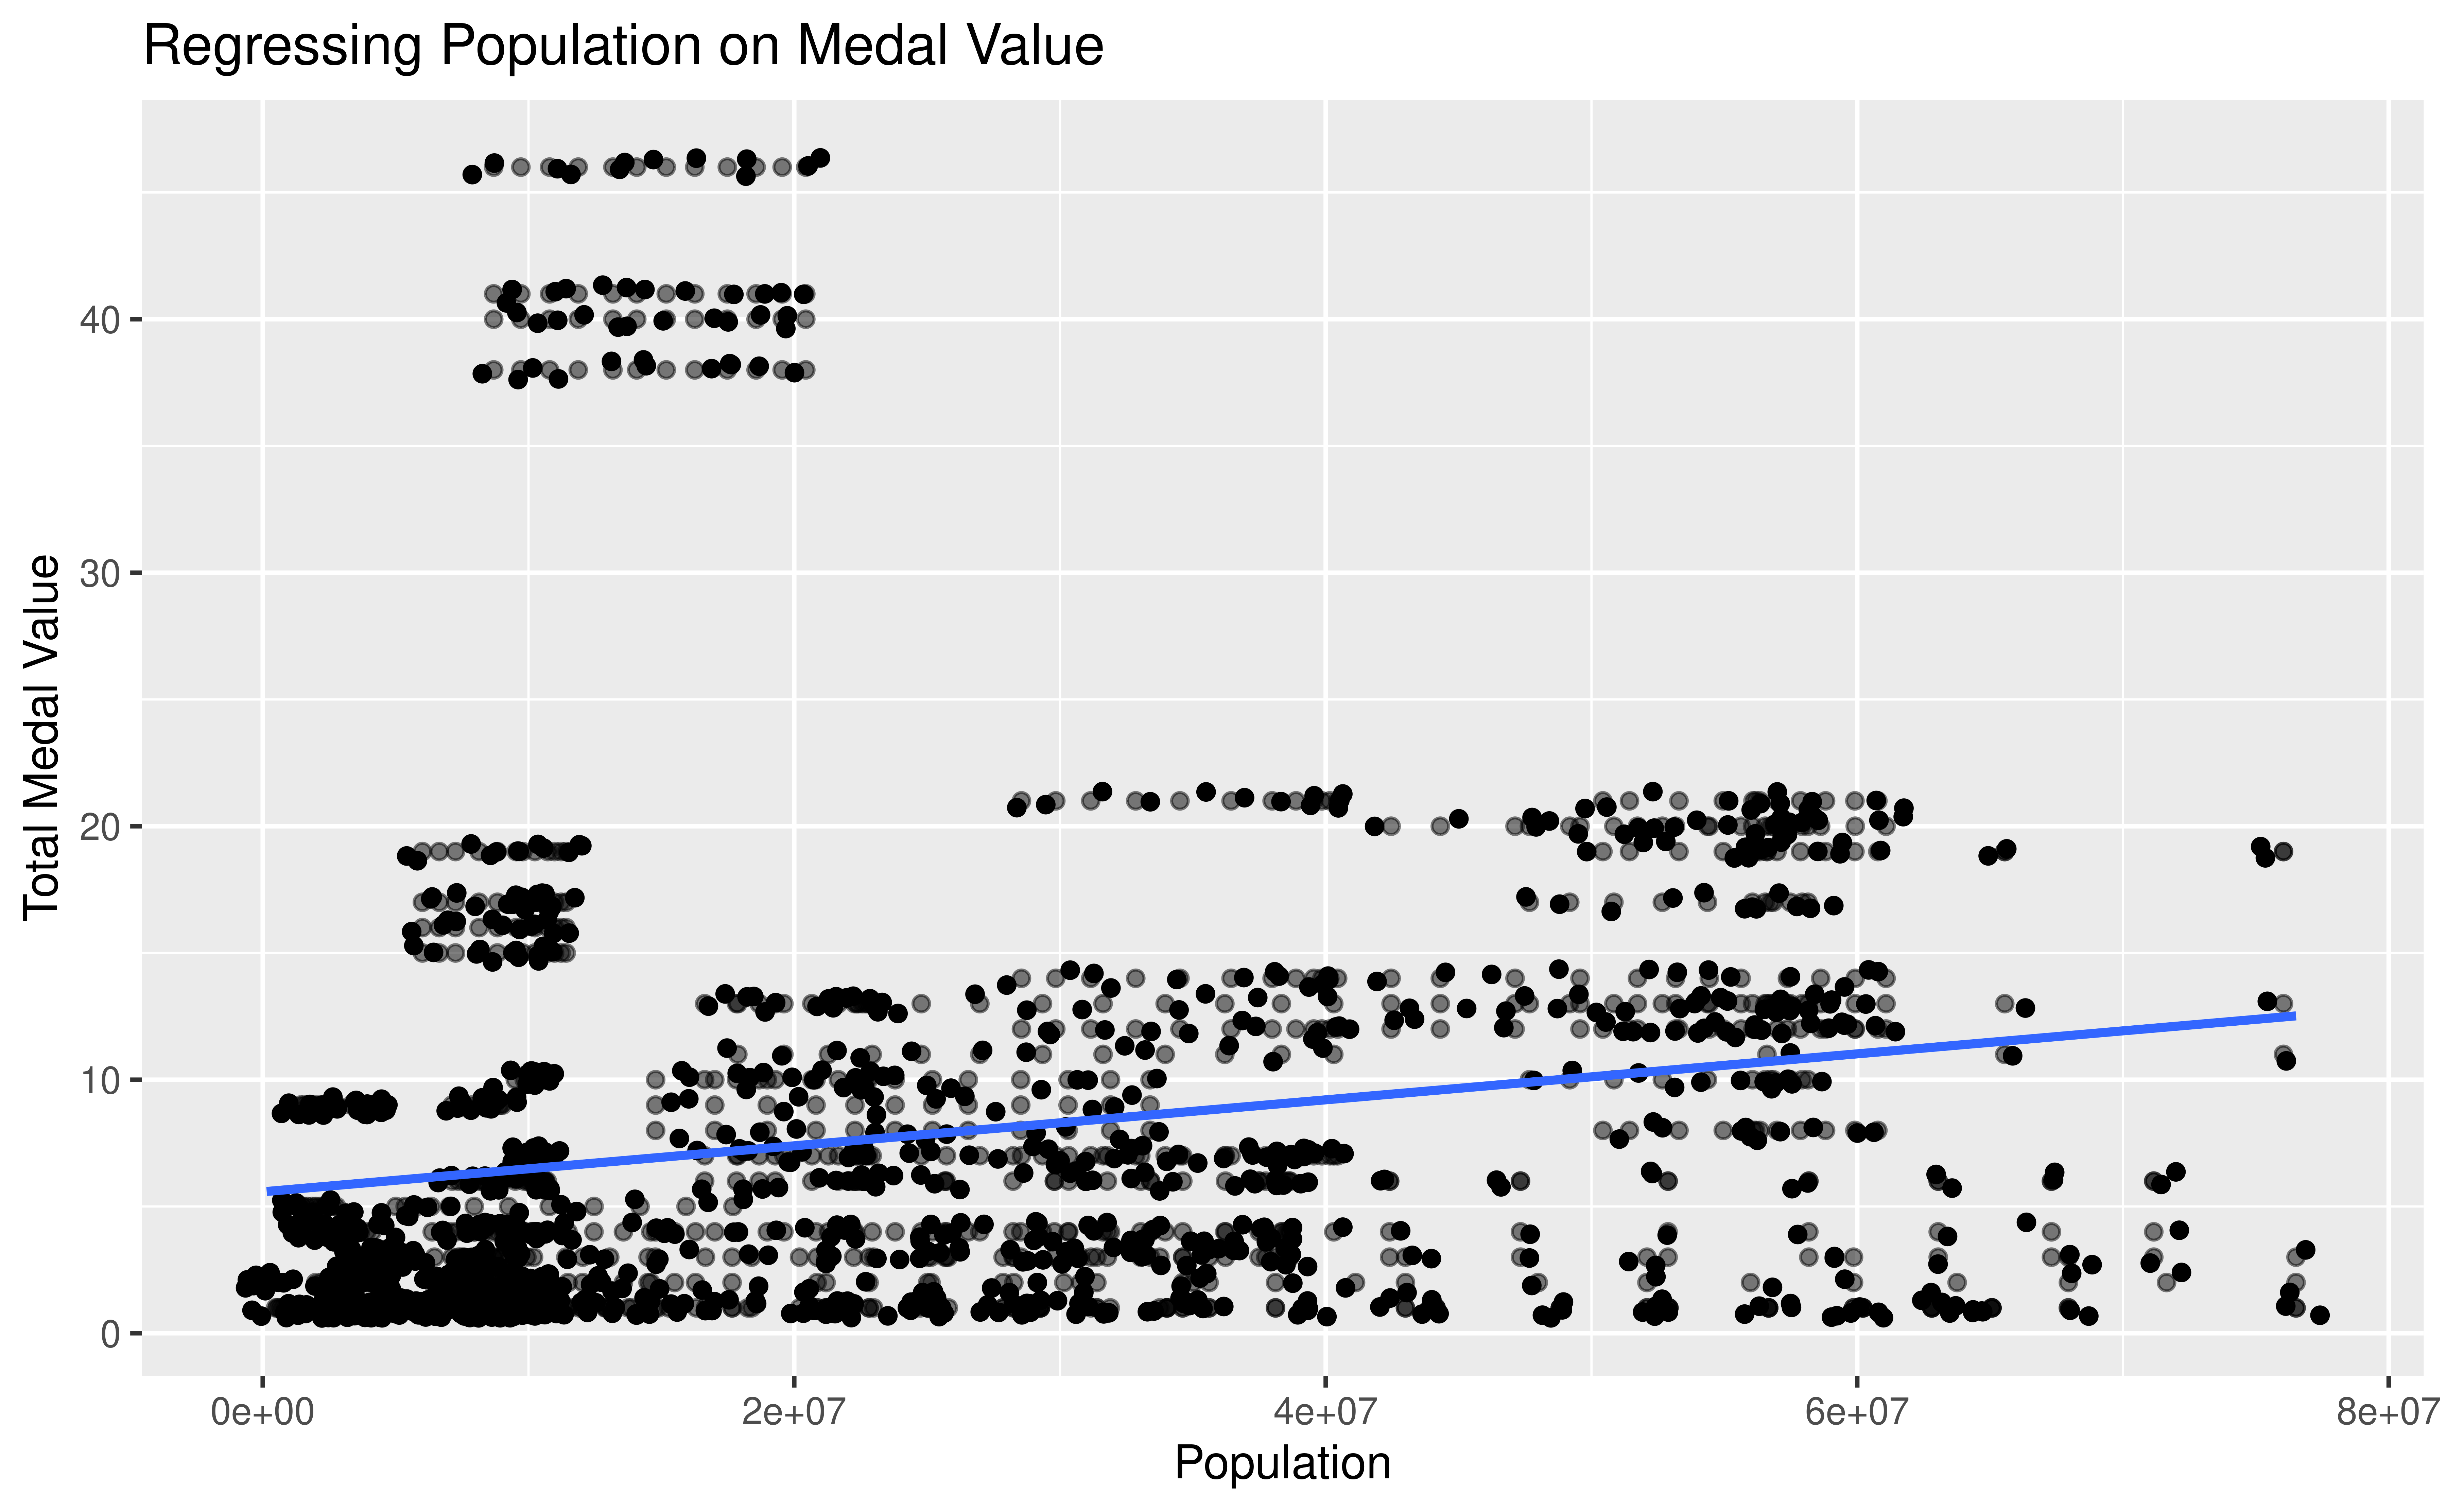 Regressing Population on Medal Value
Total Medal Value
40
30
20
10
0
0e+00
2e+07
4e+07
6e+07
8e+07
Population